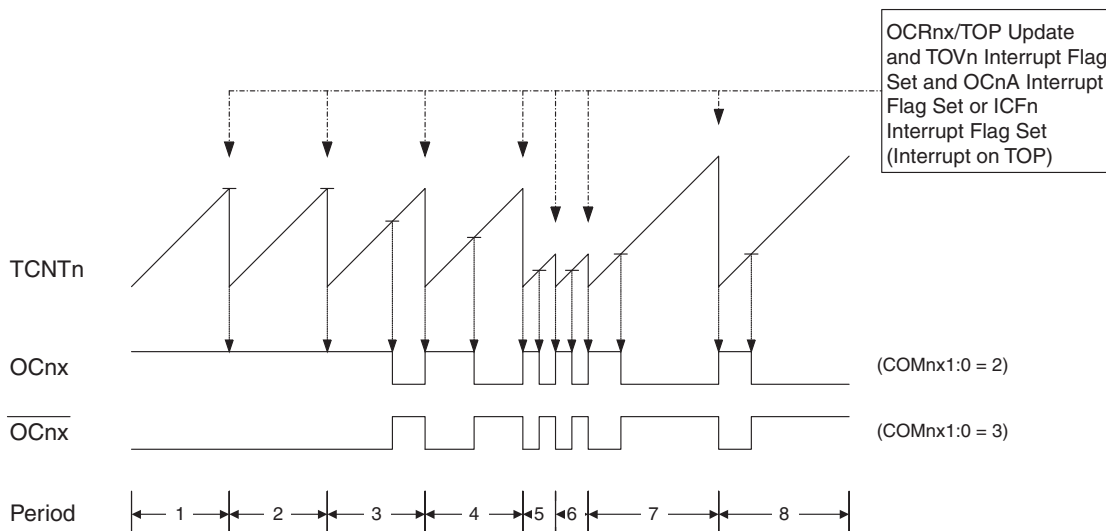 OCRnx/TOP Update
and TOVn Interrupt Flag
Set and OCnA Interrupt
Flag Set or ICFn
Interrupt Flag Set
(Interrupt on TOP)
TCNTn
OCnx
(COMnx1:0 = 2)
OCnx
(COMnx1:0 = 3)
Period 1 2 3 4 5 6 7 8